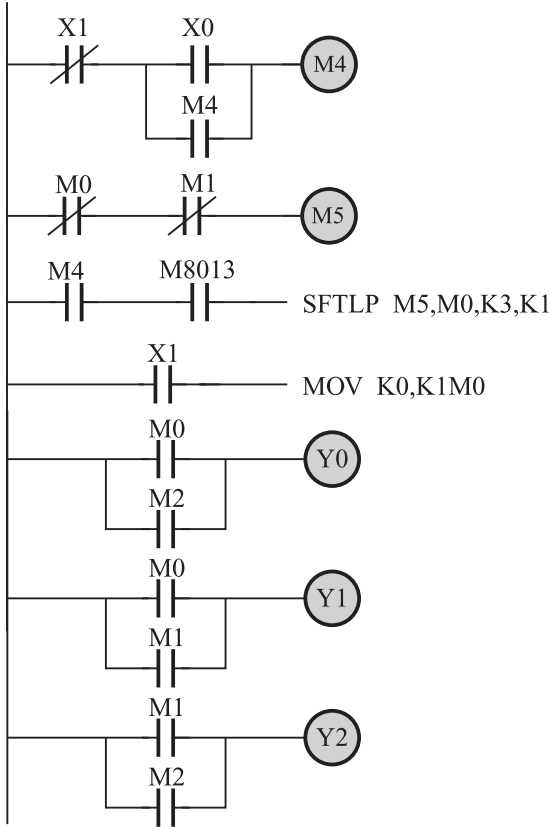 X1 X0
M4
M4
M0 M1
M5
M4 M8013
SFTLP M5,M0,K3,K1
X1
MOV K0,K1M0
M0
Y0
M2
M0
Y1
M1
M1
Y2
M2